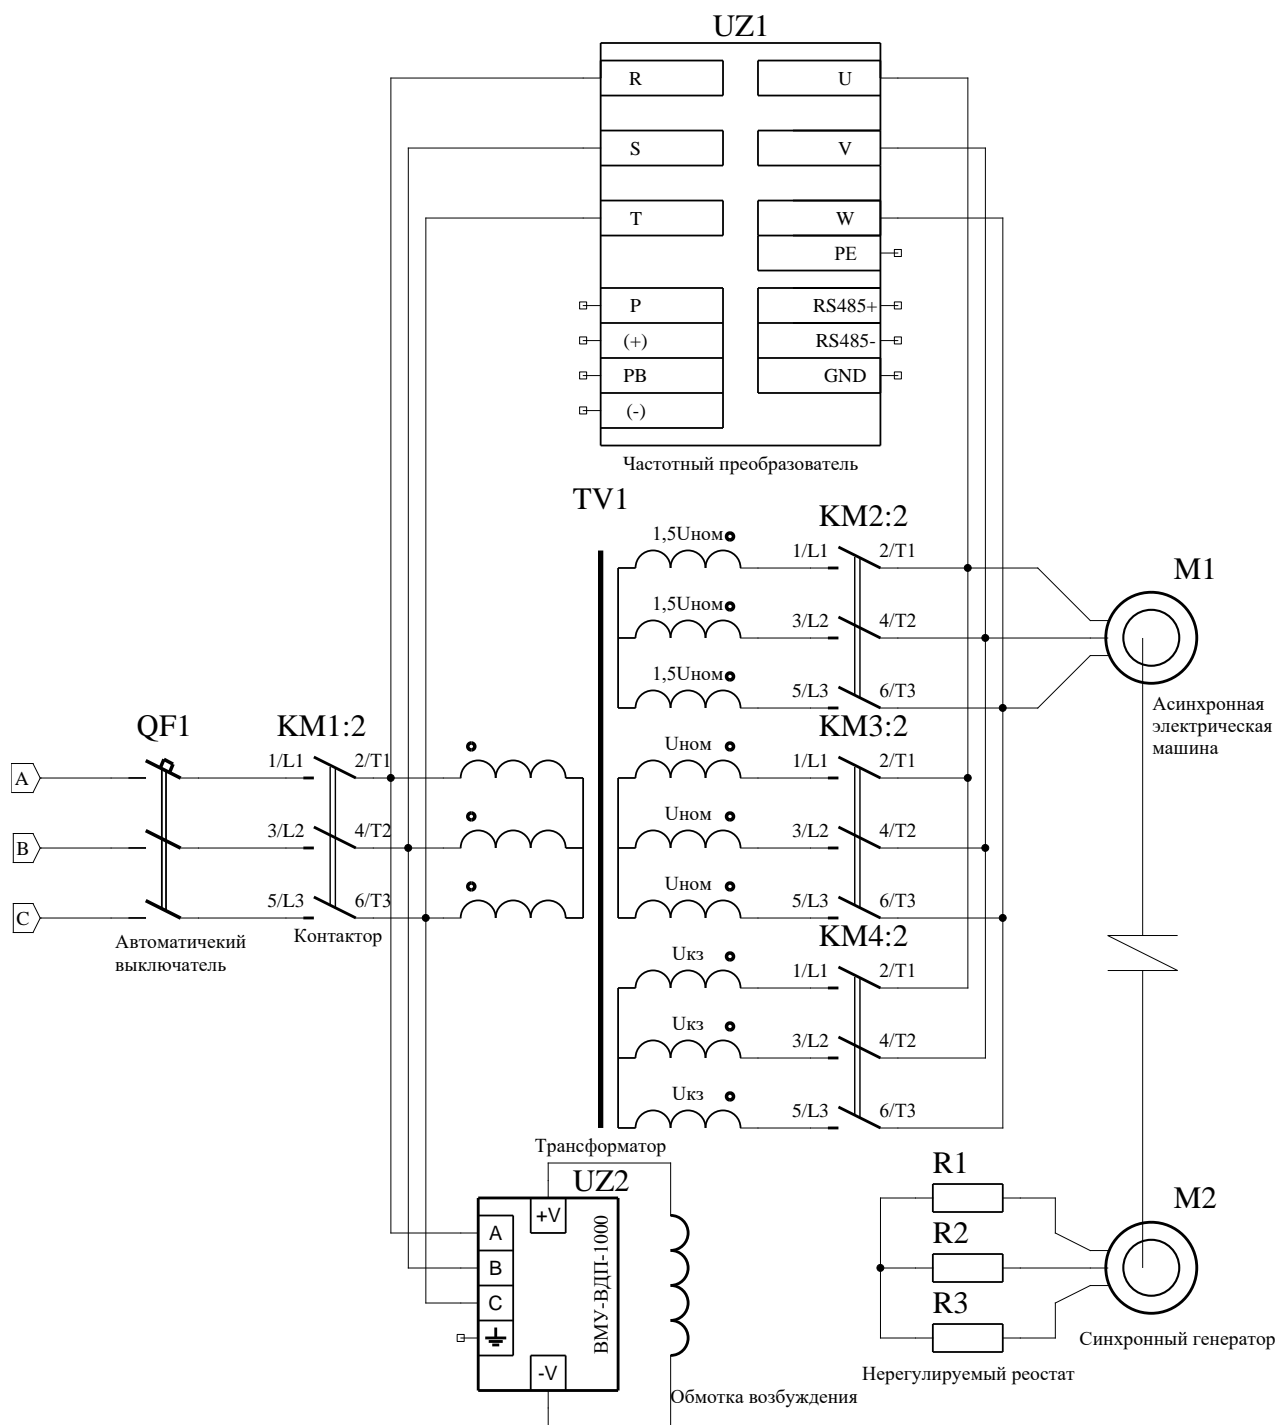 UZ1
R
U
S
V
T
W
PE
P
RS485+
(+)
RS485-
PB
GND
(-)
Частотный преобразователь
TV1
KM2:2
1,5Uном
1/L1
2/T1
1,5Uном
3/L2
4/T2
1,5Uном
5/L3
6/T3
M1
Асинхронная
электрическая
машина
QF1
KM1:2
KM3:2
A
1/L1
2/T1
Uном
1/L1
2/T1
B
3/L2
4/T2
Uном
3/L2
4/T2
C
5/L3
6/T3
Uном
5/L3
6/T3
Автоматичекий
выключатель
Контактор
KM4:2
Uкз
1/L1
2/T1
Uкз
3/L2
4/T2
Uкз
5/L3
6/T3
Трансформатор
UZ2
+V
A
B
C
-V
ВМУ-ВДП-1000
Обмотка возбуждения
R1
R2
R3
Нерегулируемый реостат
M2
Синхронный генератор